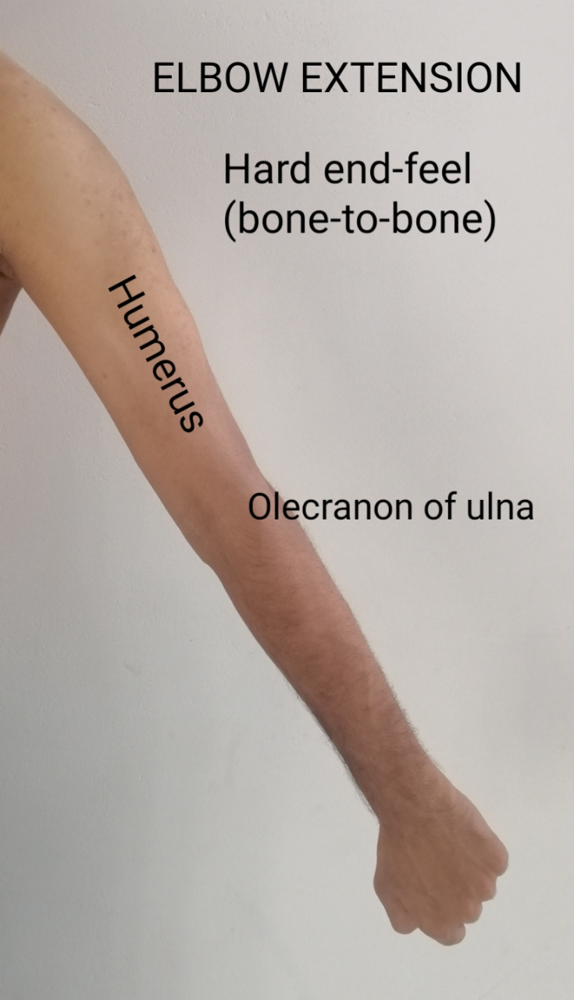 ELBOW EXTENSION
Hard end-feel
(bone-to-bone)
Humerus
Olecranon of ulna